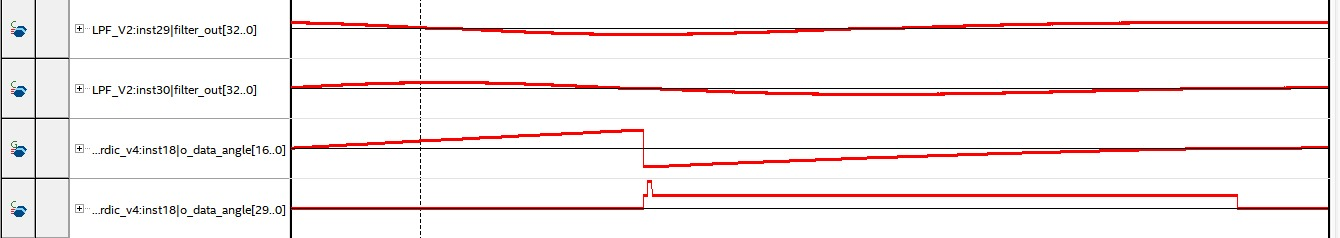 LPF_V2:inst29|filter_out[32..0]
LPF_V2:inst30|filter_out[32..0]
...rdic_v4:inst18|o_data_angle[16..0]
...rdic_v4:inst18|o_data_angle[29..0]